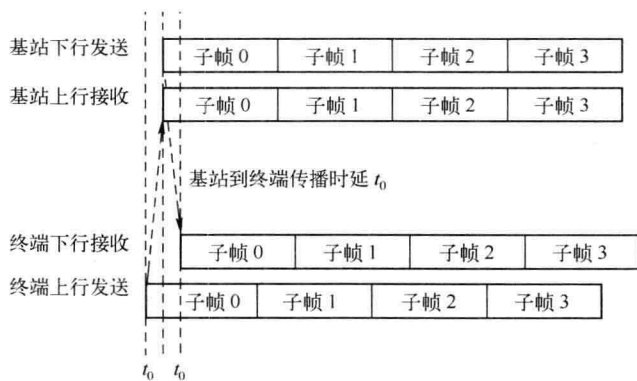 基站下行发送 子帧 0 子帧 1 子帧 2 子帧 3
基站上行接收 子帧 0 子帧 1 子帧 2 子帧 3
基站到终端传播时延 t₀
终端下行接收 子帧 0 子帧 1 子帧 2 子帧 3
终端上行发送 子帧 0 子帧 1 子帧 2 子帧 3
t₀ t₀